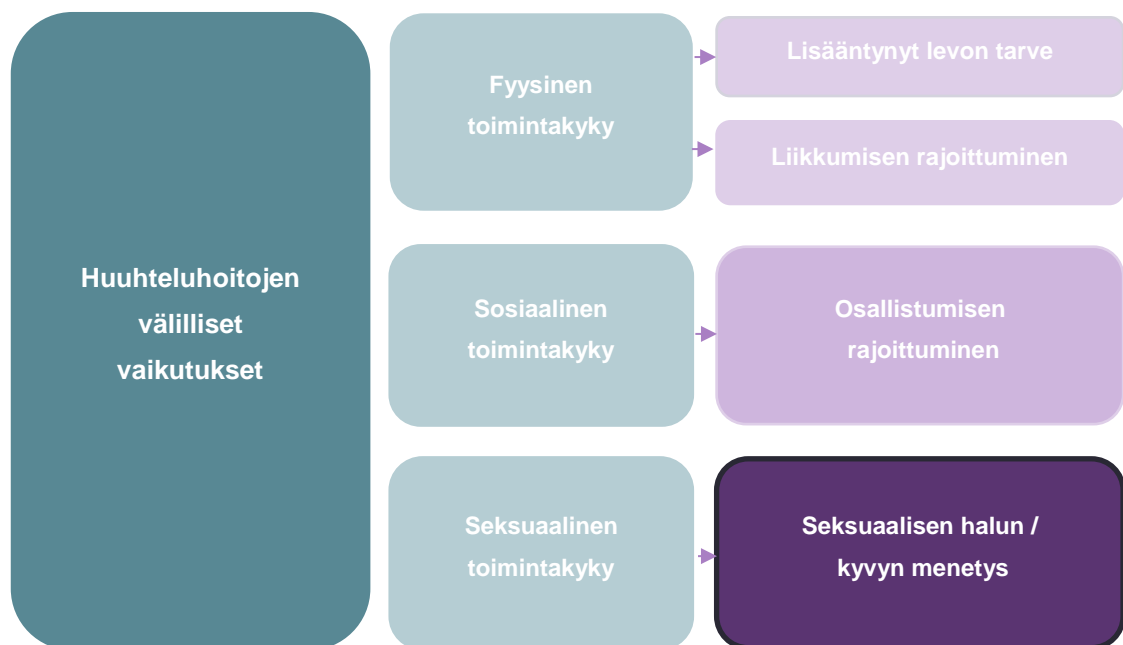 Huuhteluhoitojen
välilliset
vaikutukset
Fyysinen
toimintakyky
Lisääntynyt levon tarve
Liikkumisen rajoittuminen
Sosiaalinen
toimintakyky
Osallistumisen
rajoittuminen
Seksuaalinen
toimintakyky
Seksuaalisen halun /
kyvyn menetys